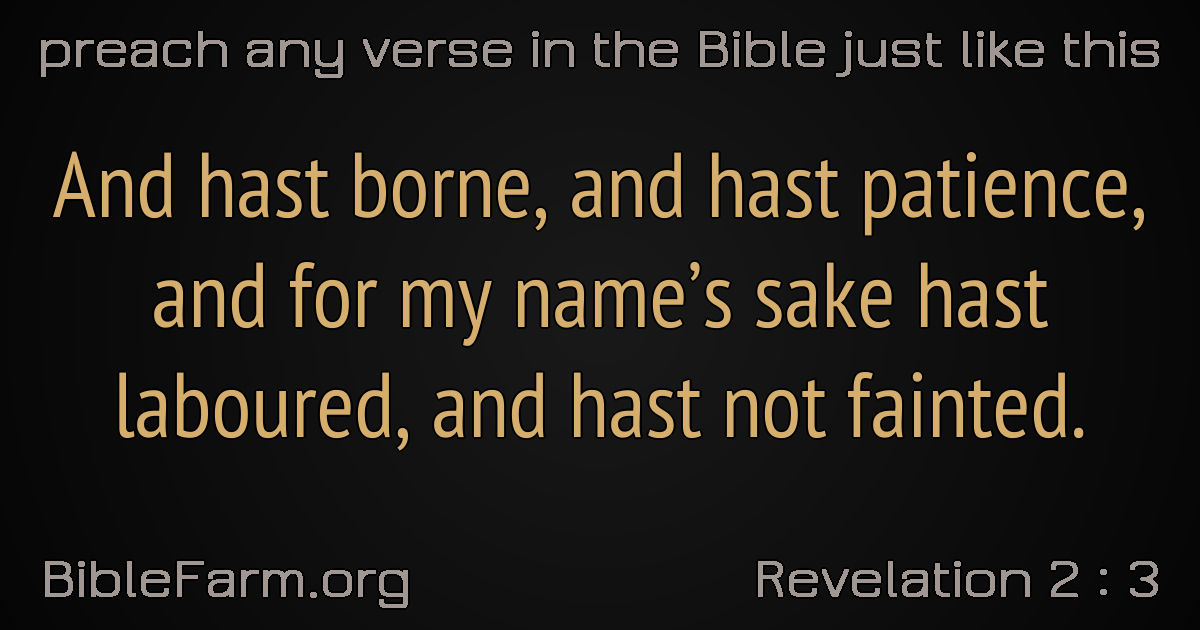 preach any verse in the Bible just like this
And hast borne, and hast patience,
and for my name’s sake hast
laboured, and hast not fainted.
BibleFarm.org
Revelation 2 : 3